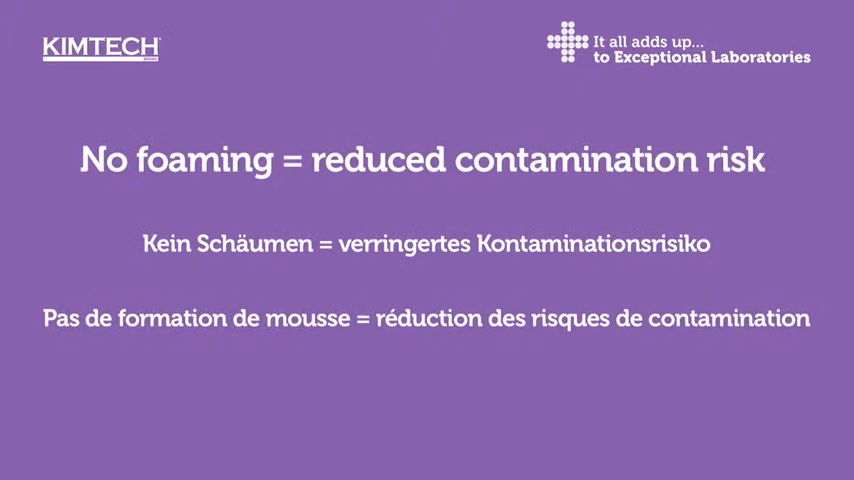 KIMTECH
It all adds up...
to Exceptional Laboratories
No foaming = reduced contamination risk
Kein Schäumen = verringertes Kontaminationsrisiko
Pas de formation de mousse = réduction des risques de contamination